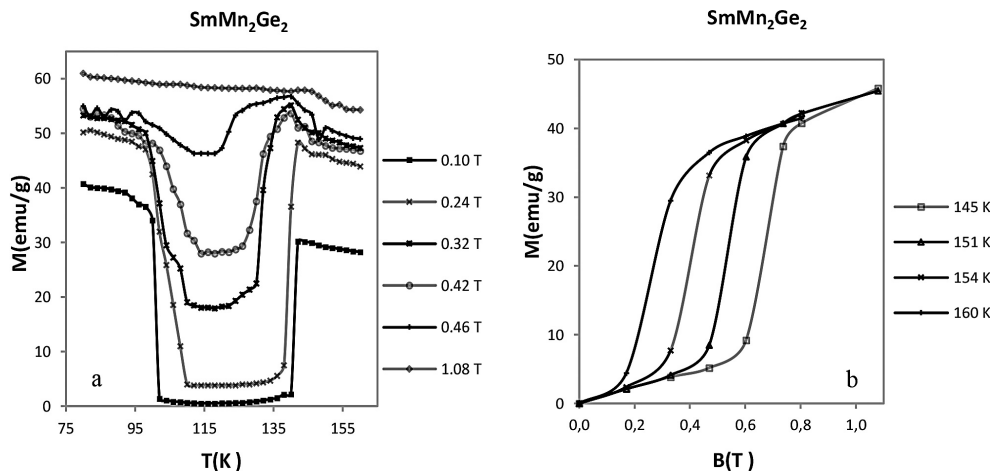 SmMn₂Ge₂
M(emu/g)
60
50
40
30
20
10
0
75 95 115 135 155
T(K )
a
0.10 T
0.24 T
0.32 T
0.42 T
0.46 T
1.08 T
SmMn₂Ge₂
M(emu/g)
50
40
30
20
10
0
0,0 0,2 0,4 0,6 0,8 1,0
B(T )
b
145 K
151 K
154 K
160 K